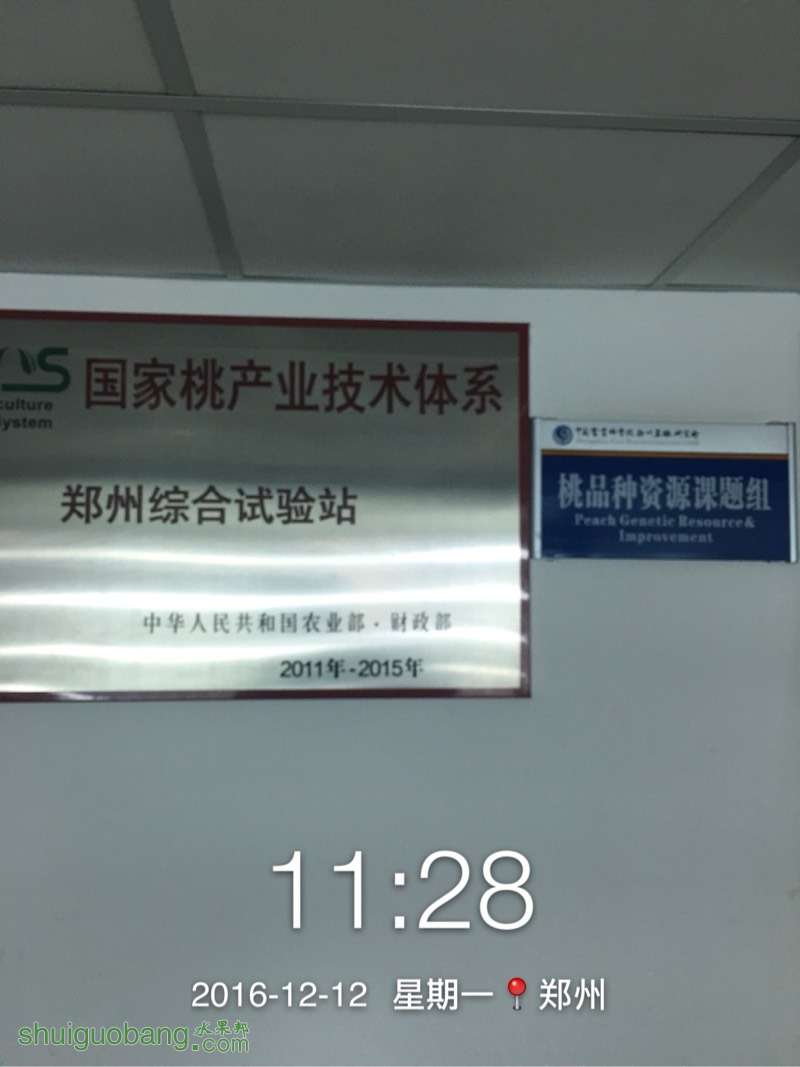 国家桃产业技术体系
culture
ystem
郑州综合试验站
中华人民共和国农业部·财政部
2011年-2015年
桃品种资源课题组
Peach Genetic Resource &
Improvement
11:28
2016-12-12 星期一 郑州
shuiguobang.com
水果邦